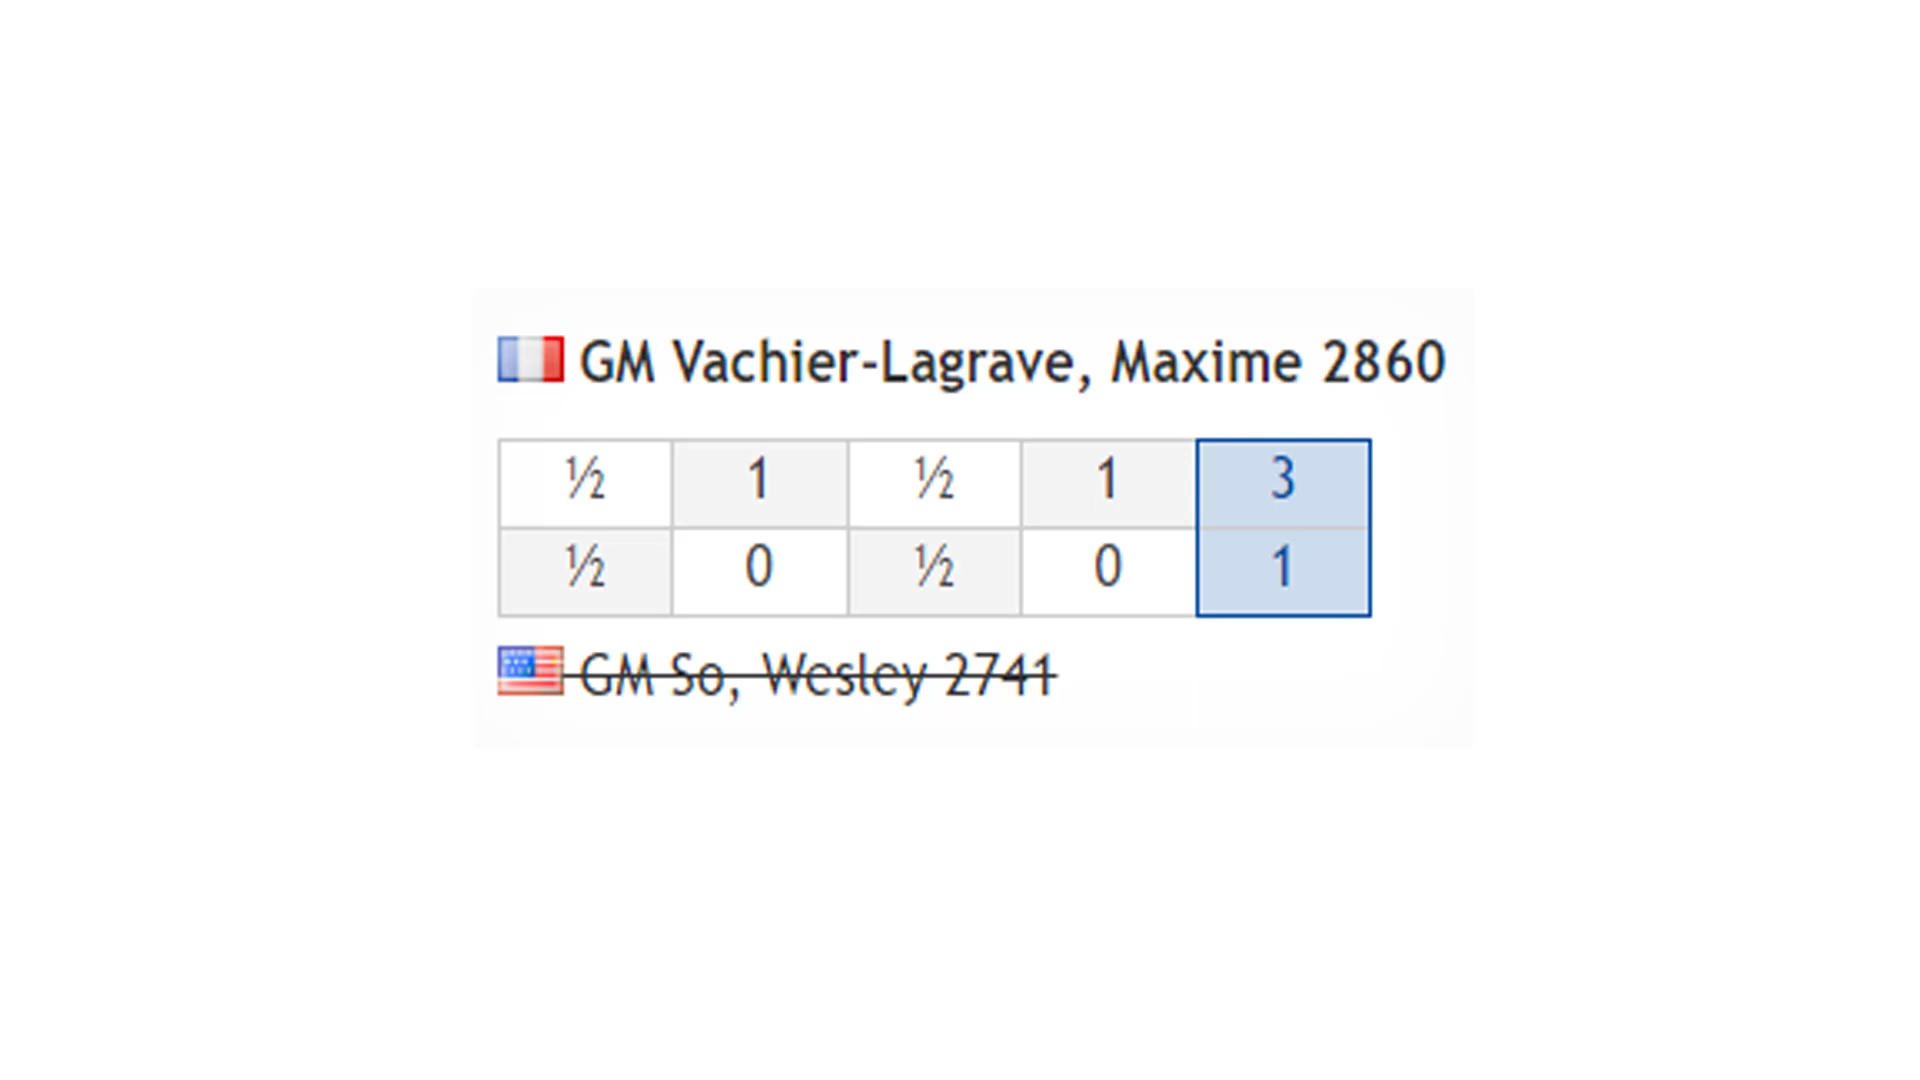 GM Vachier-Lagrave, Maxime 2860
½ 1 ½ 1 3
½ 0 ½ 0 1
GM So, Wesley 2741